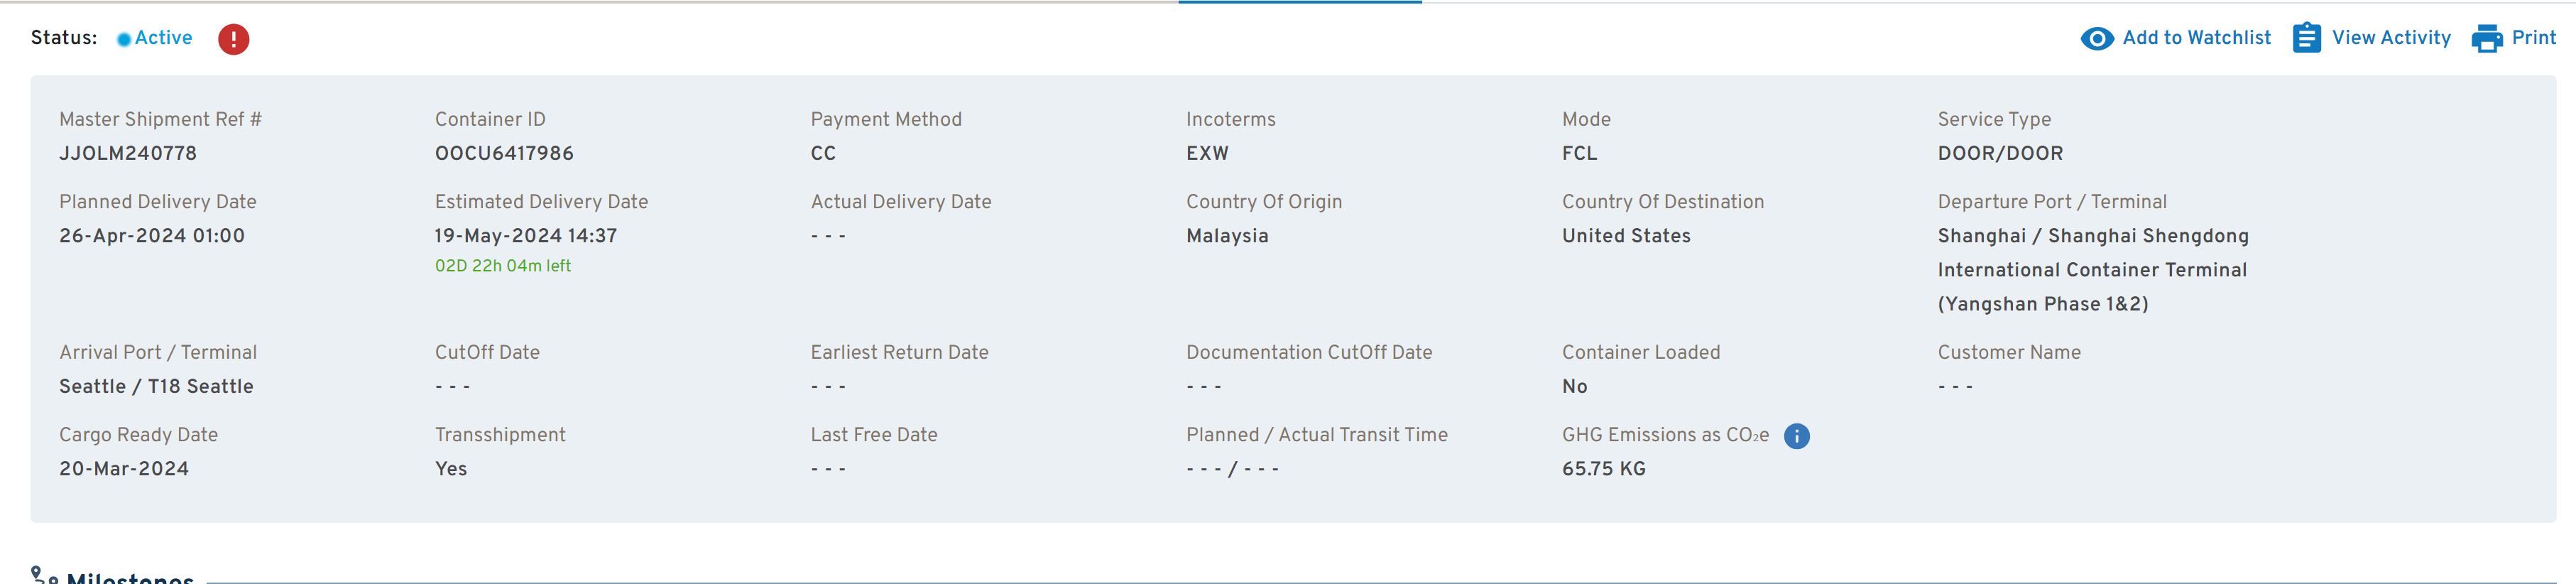 Status: Active
Add to Watchlist View Activity Print
Master Shipment Ref # Container ID Payment Method Incoterms Mode Service Type
JJOLM240778 OOCU6417986 CC EXW FCL DOOR/DOOR
Planned Delivery Date Estimated Delivery Date Actual Delivery Date Country Of Origin Country Of Destination Departure Port / Terminal
26-Apr-2024 01:00 19-May-2024 14:37 - - - Malaysia United States Shanghai / Shanghai Shengdong
02D 22h 04m left International Container Terminal
(Yangshan Phase 1&2)
Arrival Port / Terminal CutOff Date Earliest Return Date Documentation CutOff Date Container Loaded Customer Name
Seattle / T18 Seattle - - - - - - - - - No - - -
Cargo Ready Date Transshipment Last Free Date Planned / Actual Transit Time GHG Emissions as CO₂e
20-Mar-2024 Yes - - - - - - / - - - 65.75 KG
Milestones